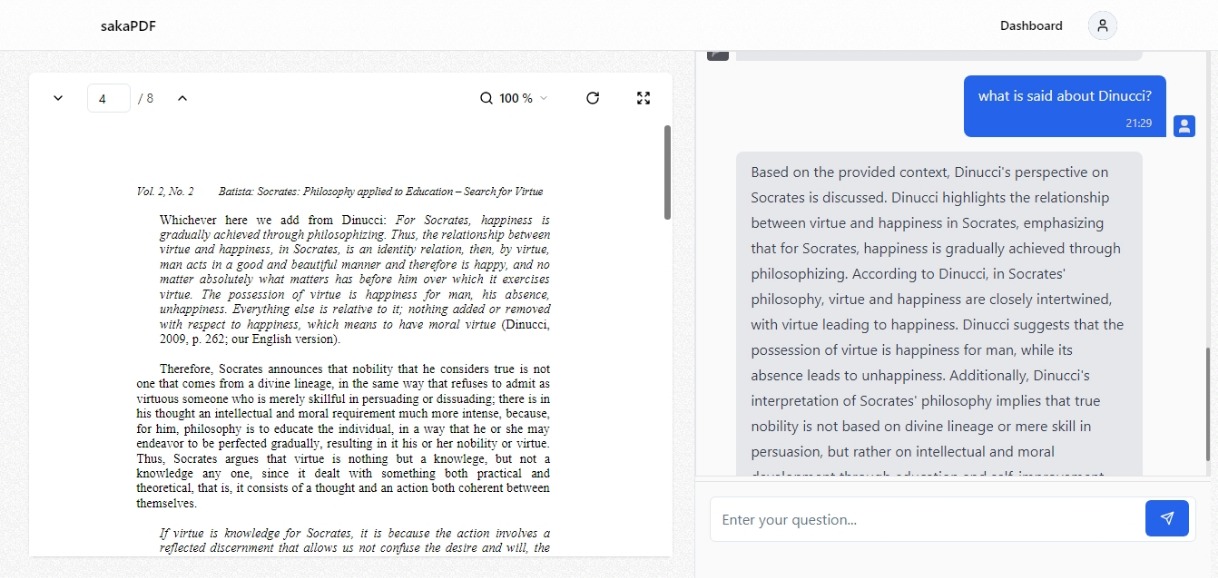 sakaPDF
Dashboard
4 / 8
100 %
Vol. 2, No. 2 Batista: Socrates: Philosophy applied to Education – Search for Virtue
Whichever here we add from Dinucci: For Socrates, happiness is
gradually achieved through philosophizing. Thus, the relationship between
virtue and happiness, in Socrates, is an identity relation, then, by virtue,
man acts in a good and beautiful manner and therefore is happy, and no
matter absolutely what matters has before him over which it exercises
virtue. The possession of virtue is happiness for man, his absence,
unhappiness. Everything else is relative to it; nothing added or removed
with respect to happiness, which means to have moral virtue (Dinucci,
2009, p. 262; our English version).
Therefore, Socrates announces that nobility that he considers true is not
one that comes from a divine lineage, in the same way that refuses to admit as
virtuous someone who is merely skillful in persuading or dissuading; there is in
his thought an intellectual and moral requirement much more intense, because,
for him, philosophy is to educate the individual, in a way that he or she may
endeavor to be perfected gradually, resulting in it his or her nobility or virtue.
Thus, Socrates argues that virtue is nothing but a knowlege, but not a
knowledge any one, since it dealt with something both practical and
theoretical, that is, it consists of a thought and an action both coherent between
themselves.
If virtue is knowledge for Socrates, it is because the action involves a
reflected discernment that allows us not confuse the desire and will, the
what is said about Dinucci?
21:29
Based on the provided context, Dinucci's perspective on
Socrates is discussed. Dinucci highlights the relationship
between virtue and happiness in Socrates, emphasizing
that for Socrates, happiness is gradually achieved through
philosophizing. According to Dinucci, in Socrates'
philosophy, virtue and happiness are closely intertwined,
with virtue leading to happiness. Dinucci suggests that the
possession of virtue is happiness for man, while its
absence leads to unhappiness. Additionally, Dinucci's
interpretation of Socrates' philosophy implies that true
nobility is not based on divine lineage or mere skill in
persuasion, but rather on intellectual and moral
development through education and self-improvement
Enter your question...